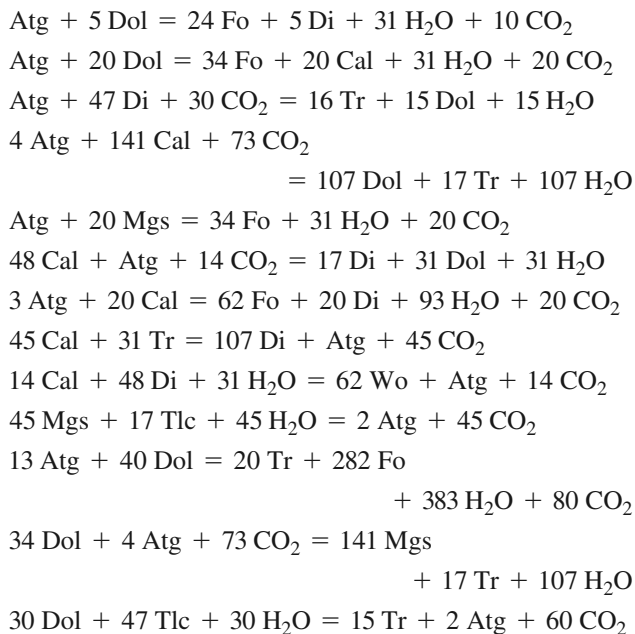 Atg + 5 Dol = 24 Fo + 5 Di + 31 H₂O + 10 CO₂
Atg + 20 Dol = 34 Fo + 20 Cal + 31 H₂O + 20 CO₂
Atg + 47 Di + 30 CO₂ = 16 Tr + 15 Dol + 15 H₂O
4 Atg + 141 Cal + 73 CO₂
= 107 Dol + 17 Tr + 107 H₂O
Atg + 20 Mgs = 34 Fo + 31 H₂O + 20 CO₂
48 Cal + Atg + 14 CO₂ = 17 Di + 31 Dol + 31 H₂O
3 Atg + 20 Cal = 62 Fo + 20 Di + 93 H₂O + 20 CO₂
45 Cal + 31 Tr = 107 Di + Atg + 45 CO₂
14 Cal + 48 Di + 31 H₂O = 62 Wo + Atg + 14 CO₂
45 Mgs + 17 Tlc + 45 H₂O = 2 Atg + 45 CO₂
13 Atg + 40 Dol = 20 Tr + 282 Fo
+ 383 H₂O + 80 CO₂
34 Dol + 4 Atg + 73 CO₂ = 141 Mgs
+ 17 Tr + 107 H₂O
30 Dol + 47 Tlc + 30 H₂O = 15 Tr + 2 Atg + 60 CO₂